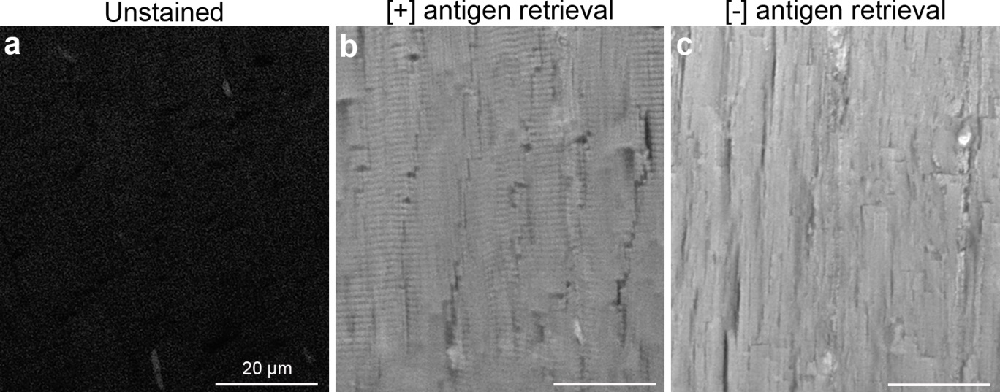 Unstained
[+] antigen retrieval
[-] antigen retrieval
a
b
c
20 µm